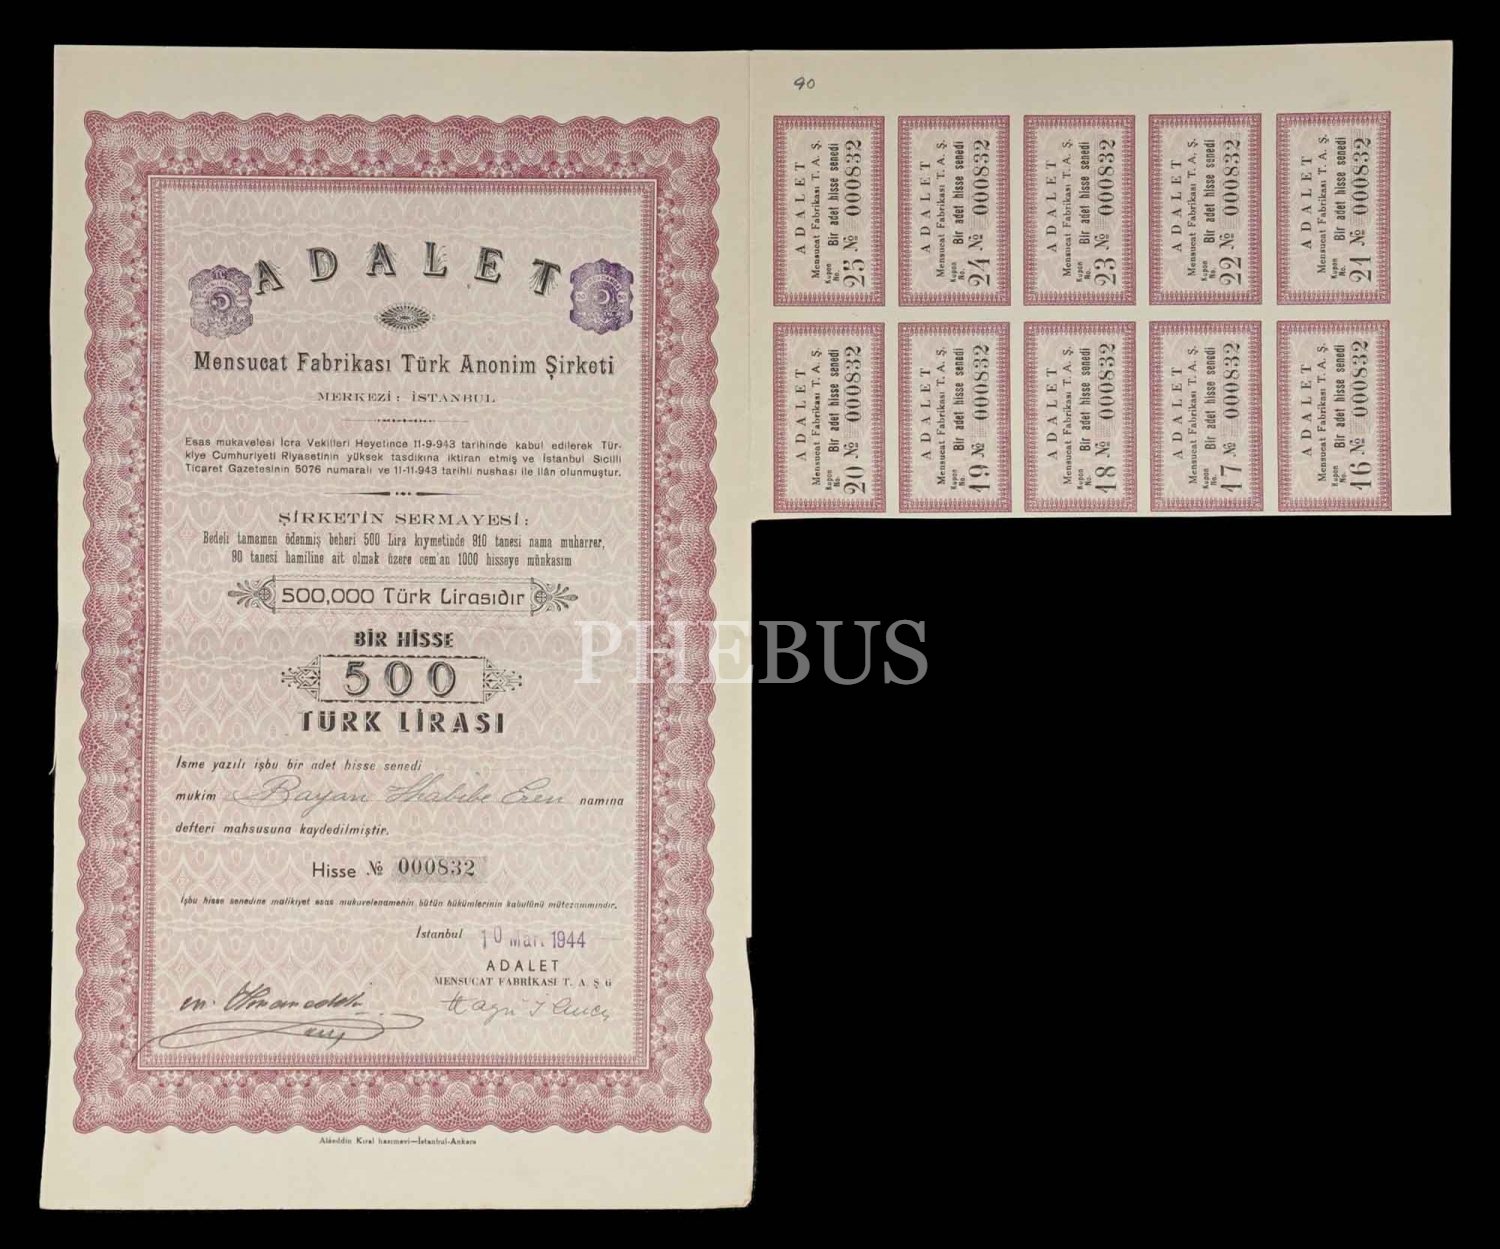 90
ADALET
Mensucat Fabrikası Türk Anonim Şirketi
MERKEZİ: İSTANBUL
Esas mukavelesi İcra Vekilleri Heyetince 11-9-943 tarihinde kabul edilerek Tür-
kiye Cumhuriyeti Riyasetinin yüksek tasdikına iktiran etmiş ve İstanbul Sicilli
Ticaret Gazetesinin 5076 numaralı ve 11-11-943 tarihli nushası ile ilân olunmuştur.
ŞİRKETİN SERMAYESİ:
Bedeli tamamen ödenmiş beheri 500 Lira kıymetinde 910 tanesi nama muharrer,
90 tanesi hamiline ait olmak üzere cem'an 1000 hisseye münkasım
500,000 Türk Lirasıdır
BİR HİSSE
500
TÜRK LİRASI
İsme yazılı işbu bir adet hisse senedi
mukim Bayan Habibe Eren namına
defteri mahsusuna kaydedilmiştir.
Hisse № 000832
İşbu hisse senedine malikiyet esas mukavelenamenin bütün hükümlerinin kabulünü mütezammındır.
İstanbul 10 Mart 1944
ADALET
MENSUCAT FABRİKASI T. A. Ş
Alâeddin Kıral basımevi—İstanbul-Ankara
ADALET
Mensucat Fabrikası T. A. Ş.
Bir adet hisse senedi
Kupon No. 25 № 000832
ADALET
Mensucat Fabrikası T. A. Ş.
Bir adet hisse senedi
Kupon No. 24 № 000832
ADALET
Mensucat Fabrikası T. A. Ş.
Bir adet hisse senedi
Kupon No. 23 № 000832
ADALET
Mensucat Fabrikası T. A. Ş.
Bir adet hisse senedi
Kupon No. 22 № 000832
ADALET
Mensucat Fabrikası T. A. Ş.
Bir adet hisse senedi
Kupon No. 21 № 000832
ADALET
Mensucat Fabrikası T. A. Ş.
Bir adet hisse senedi
Kupon No. 20 № 000832
ADALET
Mensucat Fabrikası T. A. Ş.
Bir adet hisse senedi
Kupon No. 19 № 000832
ADALET
Mensucat Fabrikası T. A. Ş.
Bir adet hisse senedi
Kupon No. 18 № 000832
ADALET
Mensucat Fabrikası T. A. Ş.
Bir adet hisse senedi
Kupon No. 17 № 000832
ADALET
Mensucat Fabrikası T. A. Ş.
Bir adet hisse senedi
Kupon No. 16 № 000832
PHEBUS